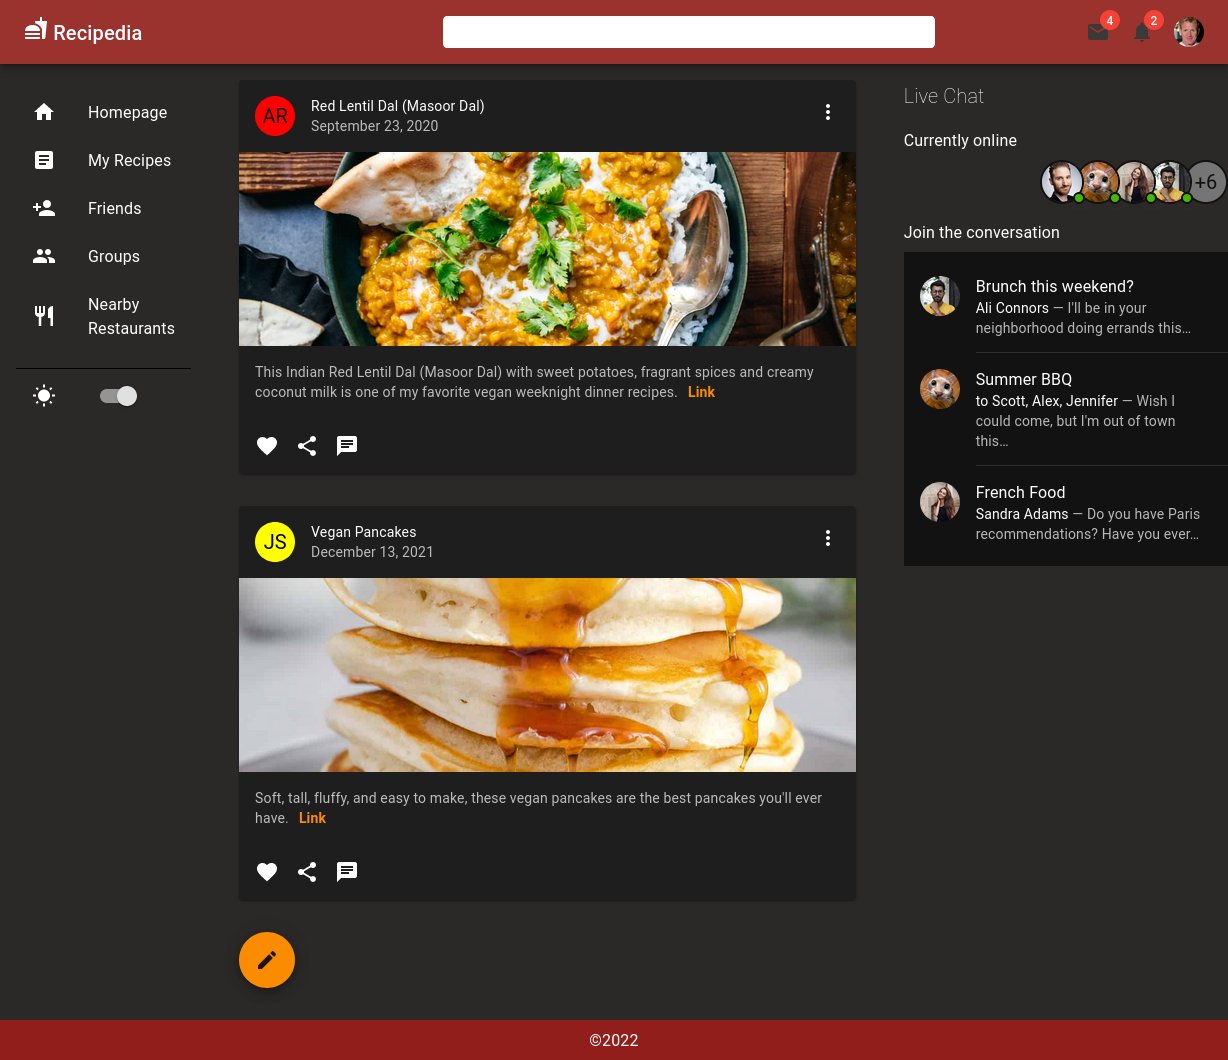 Recipedia
4
2
Homepage
My Recipes
Friends
Groups
Nearby
Restaurants
AR
Red Lentil Dal (Masoor Dal)
September 23, 2020
This Indian Red Lentil Dal (Masoor Dal) with sweet potatoes, fragrant spices and creamy
coconut milk is one of my favorite vegan weeknight dinner recipes. Link
JS
Vegan Pancakes
December 13, 2021
Soft, tall, fluffy, and easy to make, these vegan pancakes are the best pancakes you'll ever
have. Link
Live Chat
Currently online
+6
Join the conversation
Brunch this weekend?
Ali Connors — I'll be in your
neighborhood doing errands this…
Summer BBQ
to Scott, Alex, Jennifer — Wish I
could come, but I'm out of town
this…
French Food
Sandra Adams — Do you have Paris
recommendations? Have you ever…
©2022